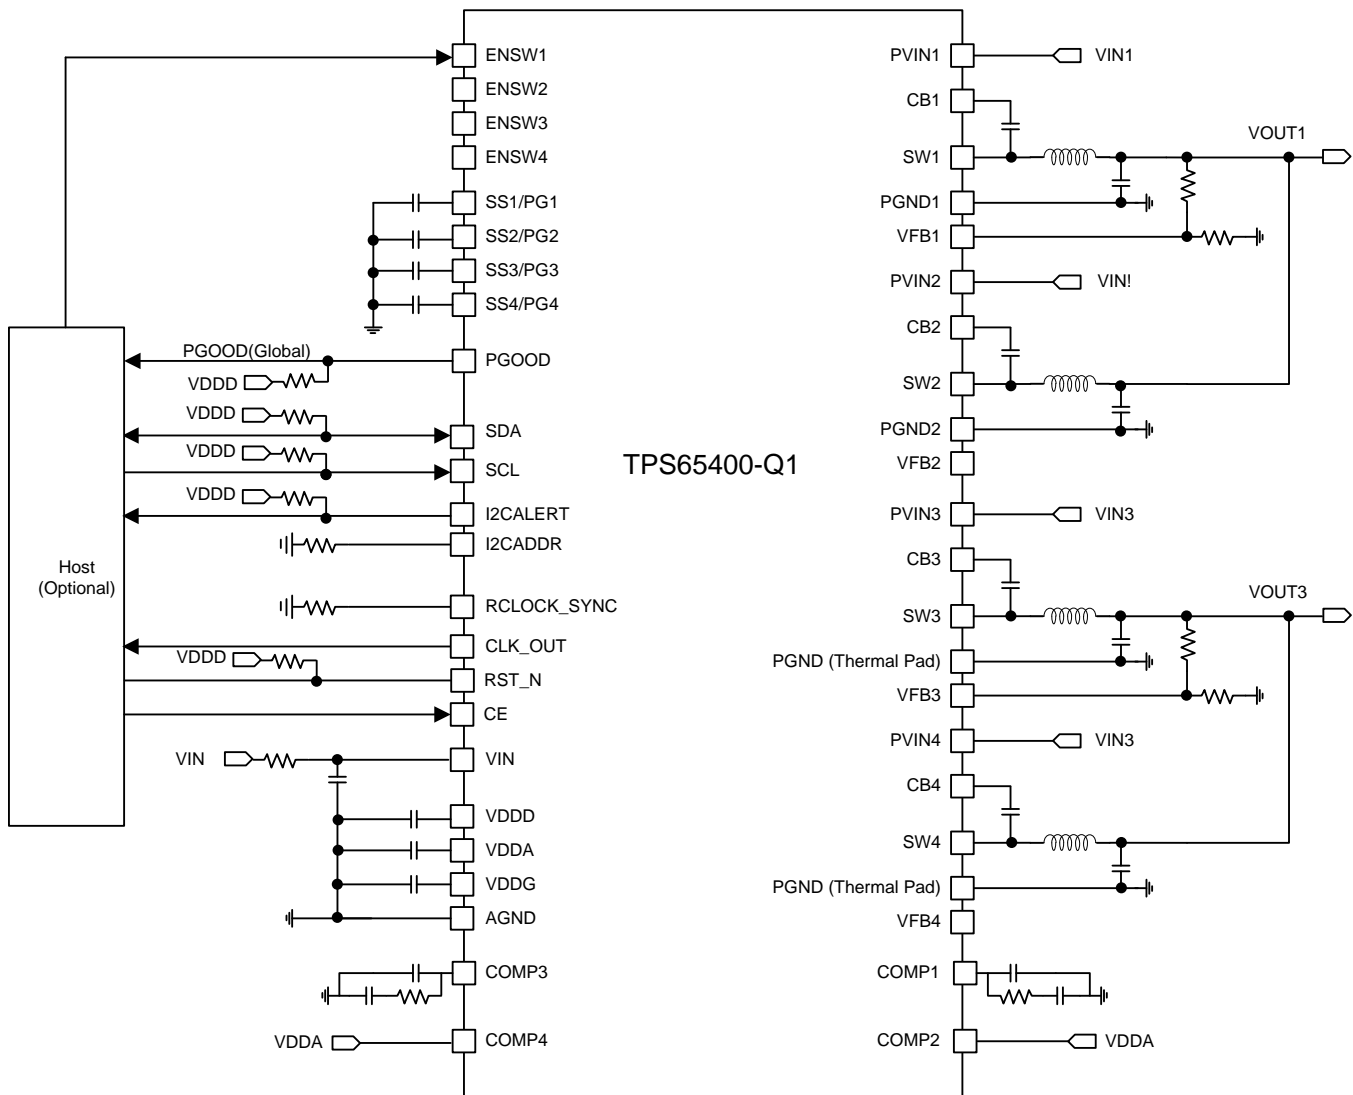 ENSW1
ENSW2
ENSW3
ENSW4
SS1/PG1
SS2/PG2
SS3/PG3
SS4/PG4
PGOOD(Global)
PGOOD
VDDD
VDDD
SDA
VDDD
SCL
VDDD
I2CALERT
I2CADDR
Host
(Optional)
RCLOCK_SYNC
CLK_OUT
VDDD
RST_N
CE
VIN
VIN
VDDD
VDDA
VDDG
AGND
COMP3
VDDA
COMP4
TPS65400-Q1
PVIN1
VIN1
CB1
VOUT1
SW1
PGND1
VFB1
PVIN2
VIN!
CB2
SW2
PGND2
VFB2
PVIN3
VIN3
CB3
VOUT3
SW3
PGND (Thermal Pad)
VFB3
PVIN4
VIN3
CB4
SW4
PGND (Thermal Pad)
VFB4
COMP1
COMP2
VDDA